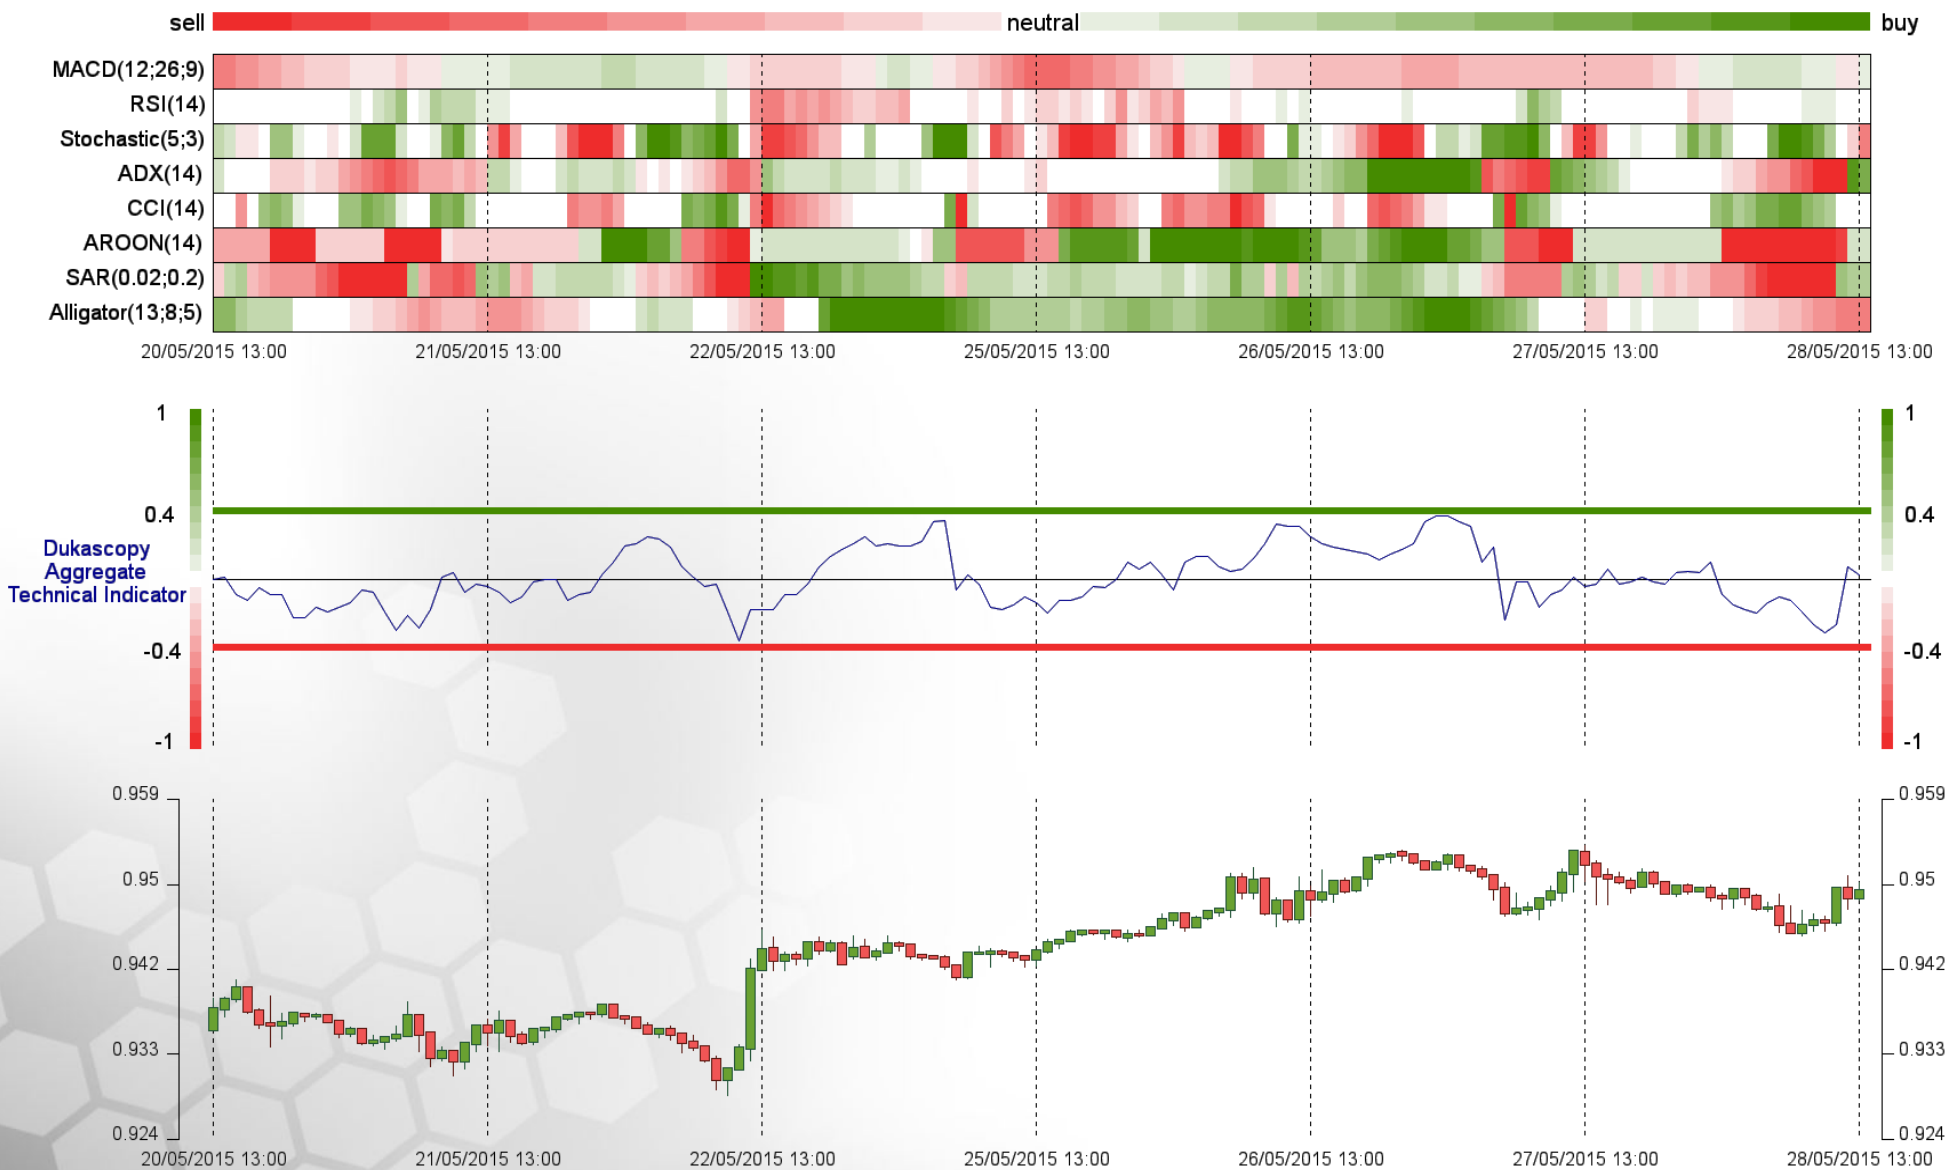 sell neutral buy
MACD(12;26;9)
RSI(14)
Stochastic(5;3)
ADX(14)
CCI(14)
AROON(14)
SAR(0.02;0.2)
Alligator(13;8;5)
20/05/2015 13:00 21/05/2015 13:00 22/05/2015 13:00 25/05/2015 13:00 26/05/2015 13:00 27/05/2015 13:00 28/05/2015 13:00
1 1
0.4 0.4
Dukascopy
Aggregate
Technical Indicator
-0.4 -0.4
-1 -1
0.959 0.959
0.95 0.95
0.942 0.942
0.933 0.933
0.924 0.924
20/05/2015 13:00 21/05/2015 13:00 22/05/2015 13:00 25/05/2015 13:00 26/05/2015 13:00 27/05/2015 13:00 28/05/2015 13:00